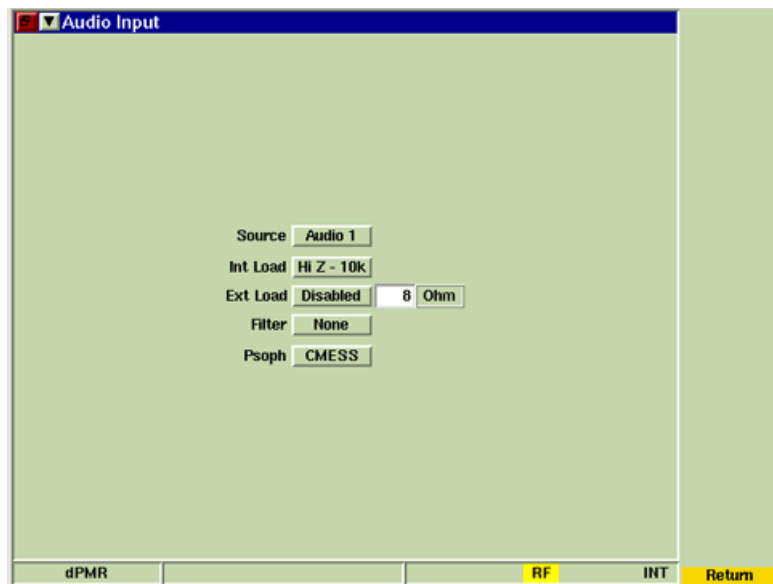 Audio Input
Source Audio 1
Int Load Hi Z - 10k
Ext Load Disabled 8 Ohm
Filter None
Psoph CMESS
dPMR RF INT Return